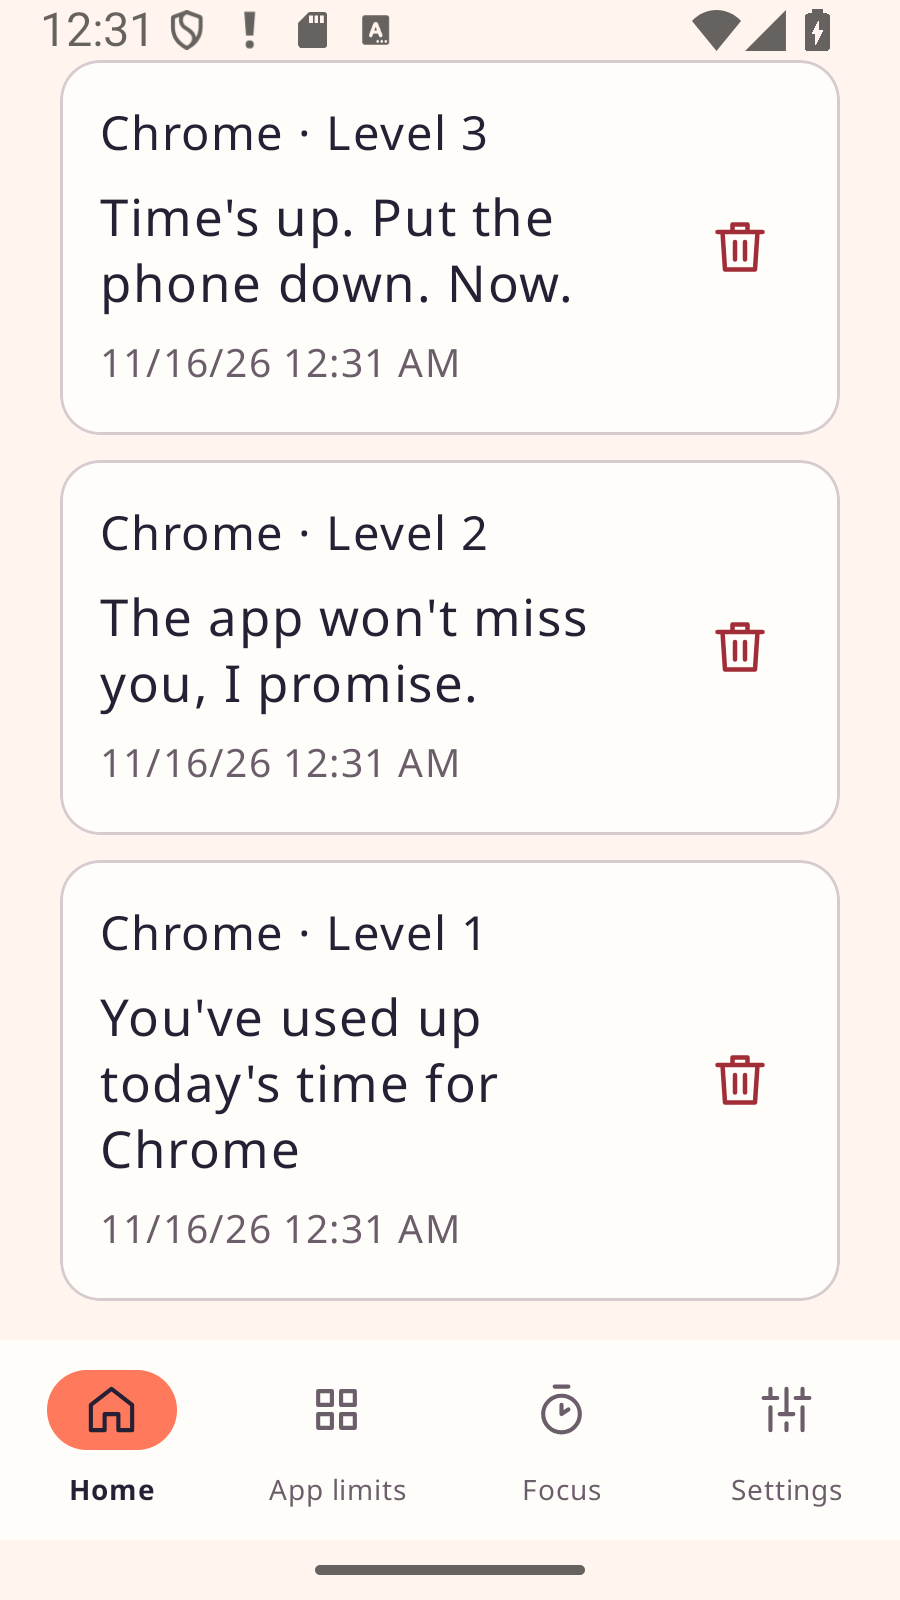 12:31
Chrome · Level 3
Time's up. Put the
phone down. Now.
11/16/26 12:31 AM
Chrome · Level 2
The app won't miss
you, I promise.
11/16/26 12:31 AM
Chrome · Level 1
You've used up
today's time for
Chrome
11/16/26 12:31 AM
Home
App limits
Focus
Settings